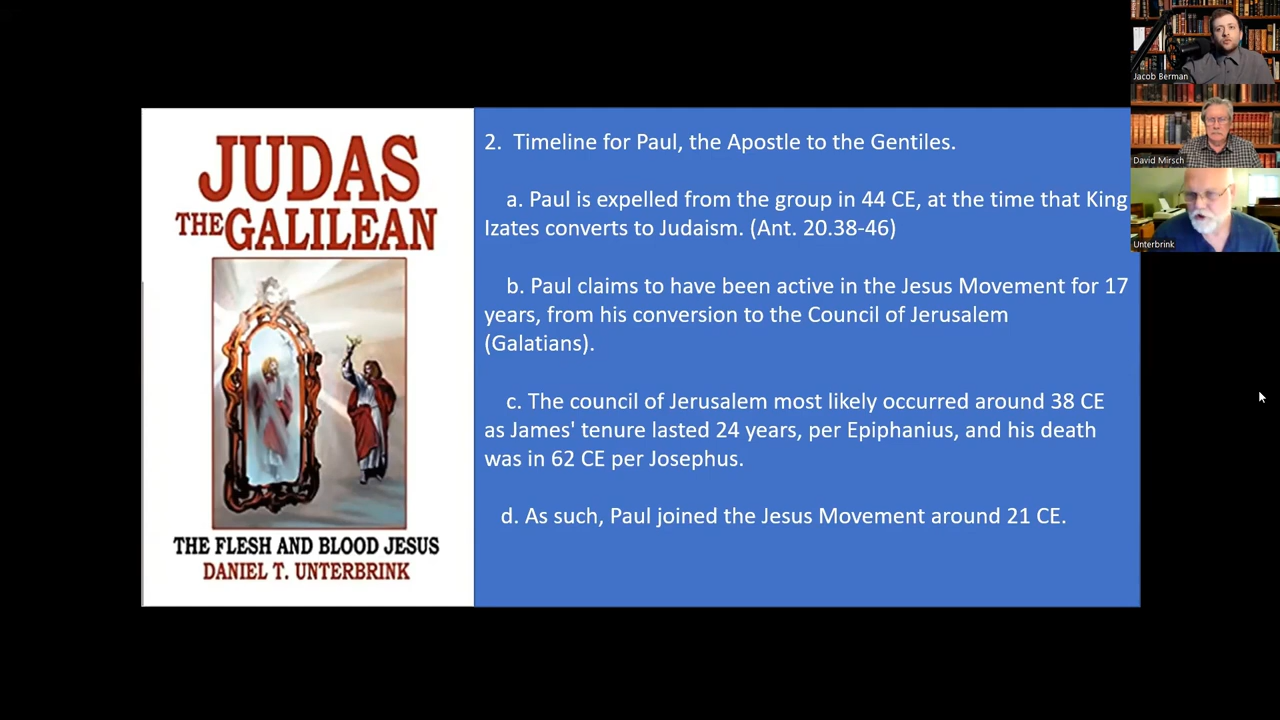 JUDAS
THE GALILEAN
THE FLESH AND BLOOD JESUS
DANIEL T. UNTERBRINK
2. Timeline for Paul, the Apostle to the Gentiles.
a. Paul is expelled from the group in 44 CE, at the time that King
Izates converts to Judaism. (Ant. 20.38-46)
b. Paul claims to have been active in the Jesus Movement for 17
years, from his conversion to the Council of Jerusalem
(Galatians).
c. The council of Jerusalem most likely occurred around 38 CE
as James' tenure lasted 24 years, per Epiphanius, and his death
was in 62 CE per Josephus.
d. As such, Paul joined the Jesus Movement around 21 CE.
Jacob Berman
David Mirsch
Unterbrink